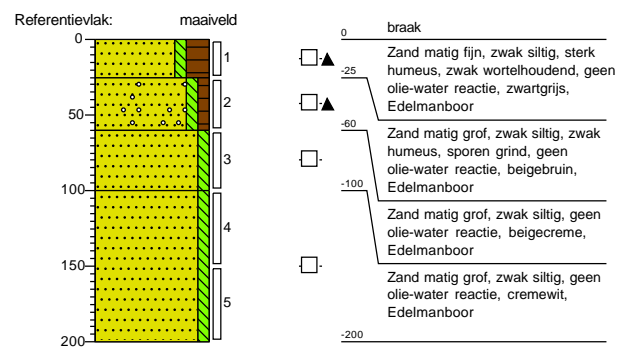 Referentievlak: maaiveld
0
50
100
150
200
1
2
3
4
5
0
braak
Zand matig fijn, zwak siltig, sterk
humeus, zwak wortelhoudend, geen
olie-water reactie, zwartgrijs,
Edelmanboor
-25
Zand matig grof, zwak siltig, zwak
humeus, sporen grind, geen
olie-water reactie, beigebruin,
Edelmanboor
-60
Zand matig grof, zwak siltig, geen
olie-water reactie, beigecreme,
Edelmanboor
-100
Zand matig grof, zwak siltig, geen
olie-water reactie, cremewit,
Edelmanboor
-200